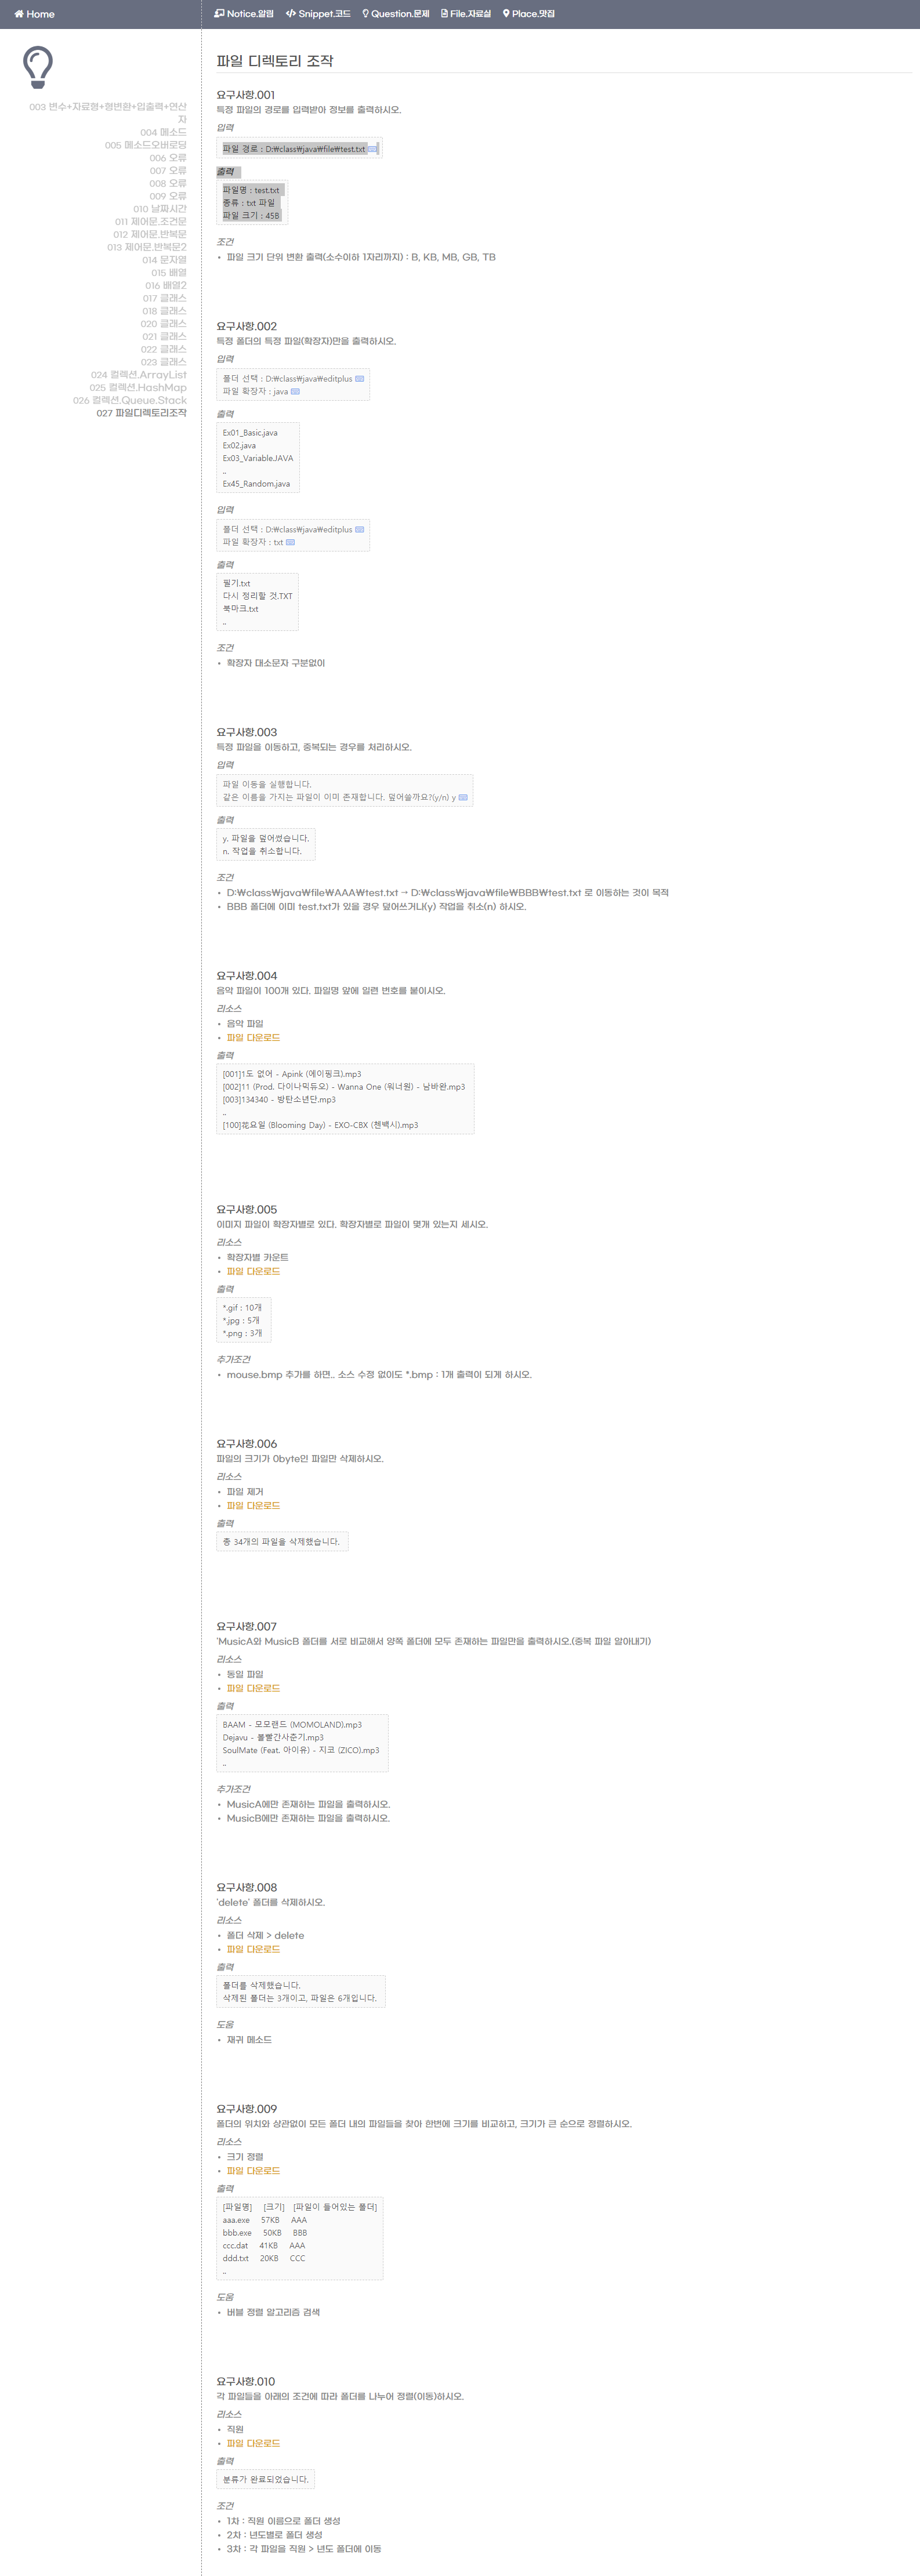 Home
Notice.알림 Snippet.코드 Question.문제 File.자료실 Place.맛집
003 변수+자료형+형변환+입출력+연산
자
004 메소드
005 메소드오버로딩
006 오류
007 오류
008 오류
009 오류
010 날짜시간
011 제어문.조건문
012 제어문.반복문
013 제어문.반복문2
014 문자열
015 배열
016 배열2
017 클래스
018 클래스
020 클래스
021 클래스
022 클래스
023 클래스
024 컬렉션.ArrayList
025 컬렉션.HashMap
026 컬렉션.Queue.Stack
027 파일디렉토리조작
파일 디렉토리 조작
요구사항.001
특정 파일의 경로를 입력받아 정보를 출력하시오.
입력
파일 경로 : D:₩class₩java₩file₩test.txt
출력
파일명 : test.txt
종류 : txt 파일
파일 크기 : 45B
조건
• 파일 크기 단위 변환 출력(소수이하 1자리까지) : B, KB, MB, GB, TB
요구사항.002
특정 폴더의 특정 파일(확장자)만을 출력하시오.
입력
폴더 선택 : D:₩class₩java₩editplus
파일 확장자 : java
출력
Ex01_Basic.java
Ex02.java
Ex03_Variable.JAVA
..
Ex45_Random.java
입력
폴더 선택 : D:₩class₩java₩editplus
파일 확장자 : txt
출력
필기.txt
다시 정리할 것.TXT
북마크.txt
..
조건
• 확장자 대소문자 구분없이
요구사항.003
특정 파일을 이동하고, 중복되는 경우를 처리하시오.
입력
파일 이동을 실행합니다.
같은 이름을 가지는 파일이 이미 존재합니다. 덮어쓸까요?(y/n) y
출력
y. 파일을 덮어썼습니다.
n. 작업을 취소합니다.
조건
• D:₩class₩java₩file₩AAA₩test.txt → D:₩class₩java₩file₩BBB₩test.txt 로 이동하는 것이 목적
• BBB 폴더에 이미 test.txt가 있을 경우 덮어쓰거나(y) 작업을 취소(n) 하시오.
요구사항.004
음악 파일이 100개 있다. 파일명 앞에 일련 번호를 붙이시오.
리소스
• 음악 파일
• 파일 다운로드
출력
[001]1도 없어 - Apink (에이핑크).mp3
[002]11 (Prod. 다이나믹듀오) - Wanna One (워너원) - 남바완.mp3
[003]134340 - 방탄소년단.mp3
..
[100]花요일 (Blooming Day) - EXO-CBX (첸백시).mp3
요구사항.005
이미지 파일이 확장자별로 있다. 확장자별로 파일이 몇개 있는지 세시오.
리소스
• 확장자별 카운트
• 파일 다운로드
출력
*.gif : 10개
*.jpg : 5개
*.png : 3개
추가조건
• mouse.bmp 추가를 하면.. 소스 수정 없이도 *.bmp : 1개 출력이 되게 하시오.
요구사항.006
파일의 크기가 0byte인 파일만 삭제하시오.
리소스
• 파일 제거
• 파일 다운로드
출력
총 34개의 파일을 삭제했습니다.
요구사항.007
'MusicA와 MusicB 폴더를 서로 비교해서 양쪽 폴더에 모두 존재하는 파일만을 출력하시오.(중복 파일 알아내기)
리소스
• 동일 파일
• 파일 다운로드
출력
BAAM - 모모랜드 (MOMOLAND).mp3
Dejavu - 볼빨간사춘기.mp3
SoulMate (Feat. 아이유) - 지코 (ZICO).mp3
..
추가조건
• MusicA에만 존재하는 파일을 출력하시오.
• MusicB에만 존재하는 파일을 출력하시오.
요구사항.008
'delete' 폴더를 삭제하시오.
리소스
• 폴더 삭제 > delete
• 파일 다운로드
출력
폴더를 삭제했습니다.
삭제된 폴더는 3개이고, 파일은 6개입니다.
도움
• 재귀 메소드
요구사항.009
폴더의 위치와 상관없이 모든 폴더 내의 파일들을 찾아 한번에 크기를 비교하고, 크기가 큰 순으로 정렬하시오.
리소스
• 크기 정렬
• 파일 다운로드
출력
[파일명] [크기] [파일이 들어있는 폴더]
aaa.exe 57KB AAA
bbb.exe 50KB BBB
ccc.dat 41KB AAA
ddd.txt 20KB CCC
..
도움
• 버블 정렬 알고리즘 검색
요구사항.010
각 파일들을 아래의 조건에 따라 폴더를 나누어 정렬(이동)하시오.
리소스
• 직원
• 파일 다운로드
출력
분류가 완료되었습니다.
조건
• 1차 : 직원 이름으로 폴더 생성
• 2차 : 년도별로 폴더 생성
• 3차 : 각 파일을 직원 > 년도 폴더에 이동